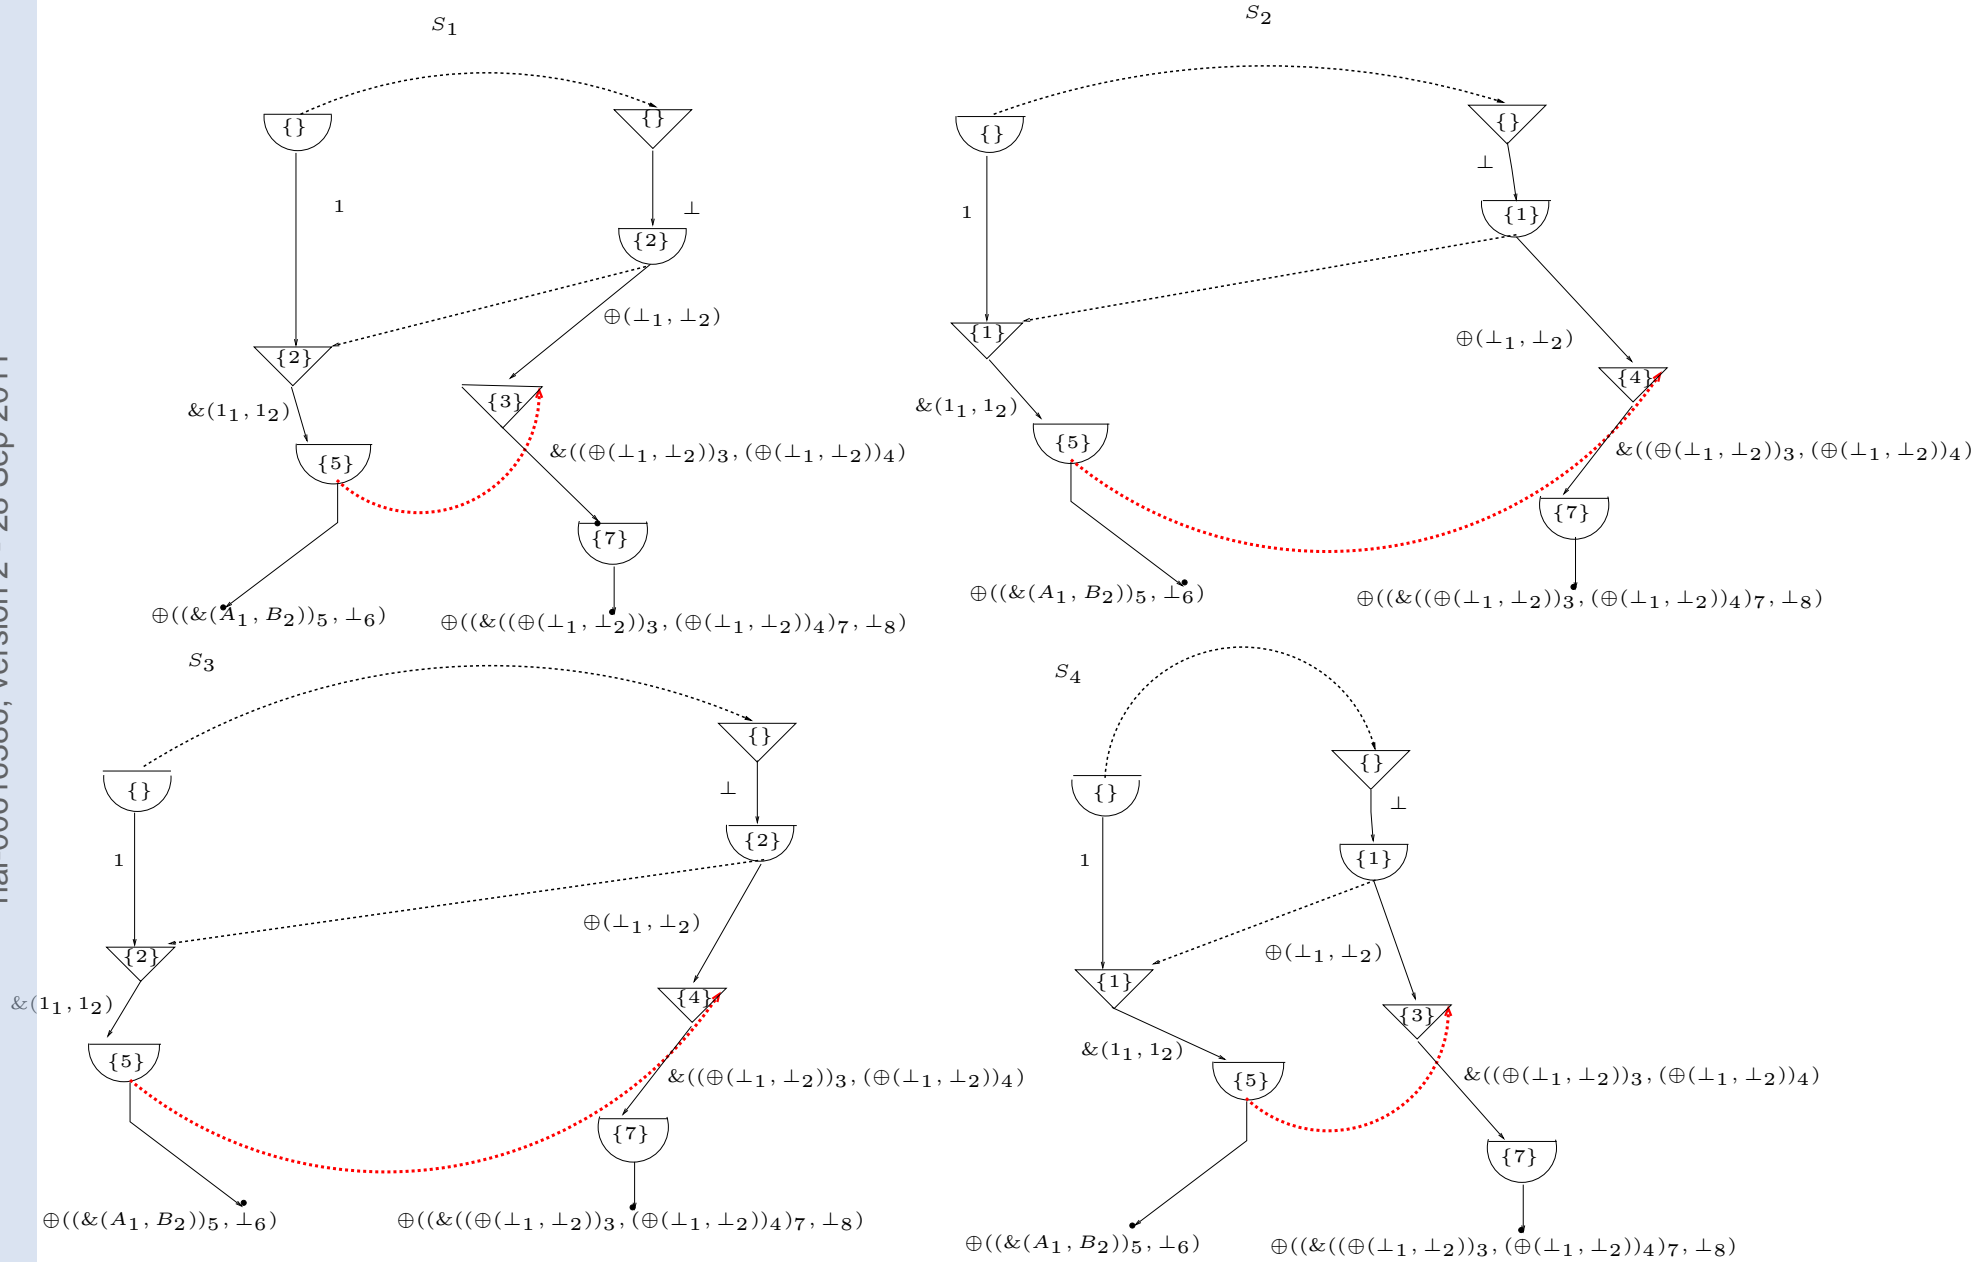 S1
S2
{}
{}
{}
{}
⊥
1
⊥
{1}
1
{2}
⊕(⊥1, ⊥2)
{1}
⊕(⊥1, ⊥2)
{2}
{4}
{3}
&(11, 12)
&(11, 12)
&((⊕(⊥1, ⊥2))3, (⊕(⊥1, ⊥2))4)
{5}
&((⊕(⊥1, ⊥2))3, (⊕(⊥1, ⊥2))4)
{5}
{7}
{7}
⊕((&(A1, B2))5, ⊥6)
⊕((&((⊕(⊥1, ⊥2))3, (⊕(⊥1, ⊥2))4)7, ⊥8)
⊕((&(A1, B2))5, ⊥6)
⊕((&((⊕(⊥1, ⊥2))3, (⊕(⊥1, ⊥2))4)7, ⊥8)
S3
S4
{}
{}
{}
{}
⊥
⊥
{2}
1
{1}
1
⊕(⊥1, ⊥2)
⊕(⊥1, ⊥2)
{2}
{1}
{4}
&(11, 12)
{3}
&(11, 12)
{5}
&((⊕(⊥1, ⊥2))3, (⊕(⊥1, ⊥2))4)
{5}
&((⊕(⊥1, ⊥2))3, (⊕(⊥1, ⊥2))4)
{7}
{7}
⊕((&(A1, B2))5, ⊥6)
⊕((&((⊕(⊥1, ⊥2))3, (⊕(⊥1, ⊥2))4)7, ⊥8)
⊕((&(A1, B2))5, ⊥6)
⊕((&((⊕(⊥1, ⊥2))3, (⊕(⊥1, ⊥2))4)7, ⊥8)
version 2 - 28 Sep 2011